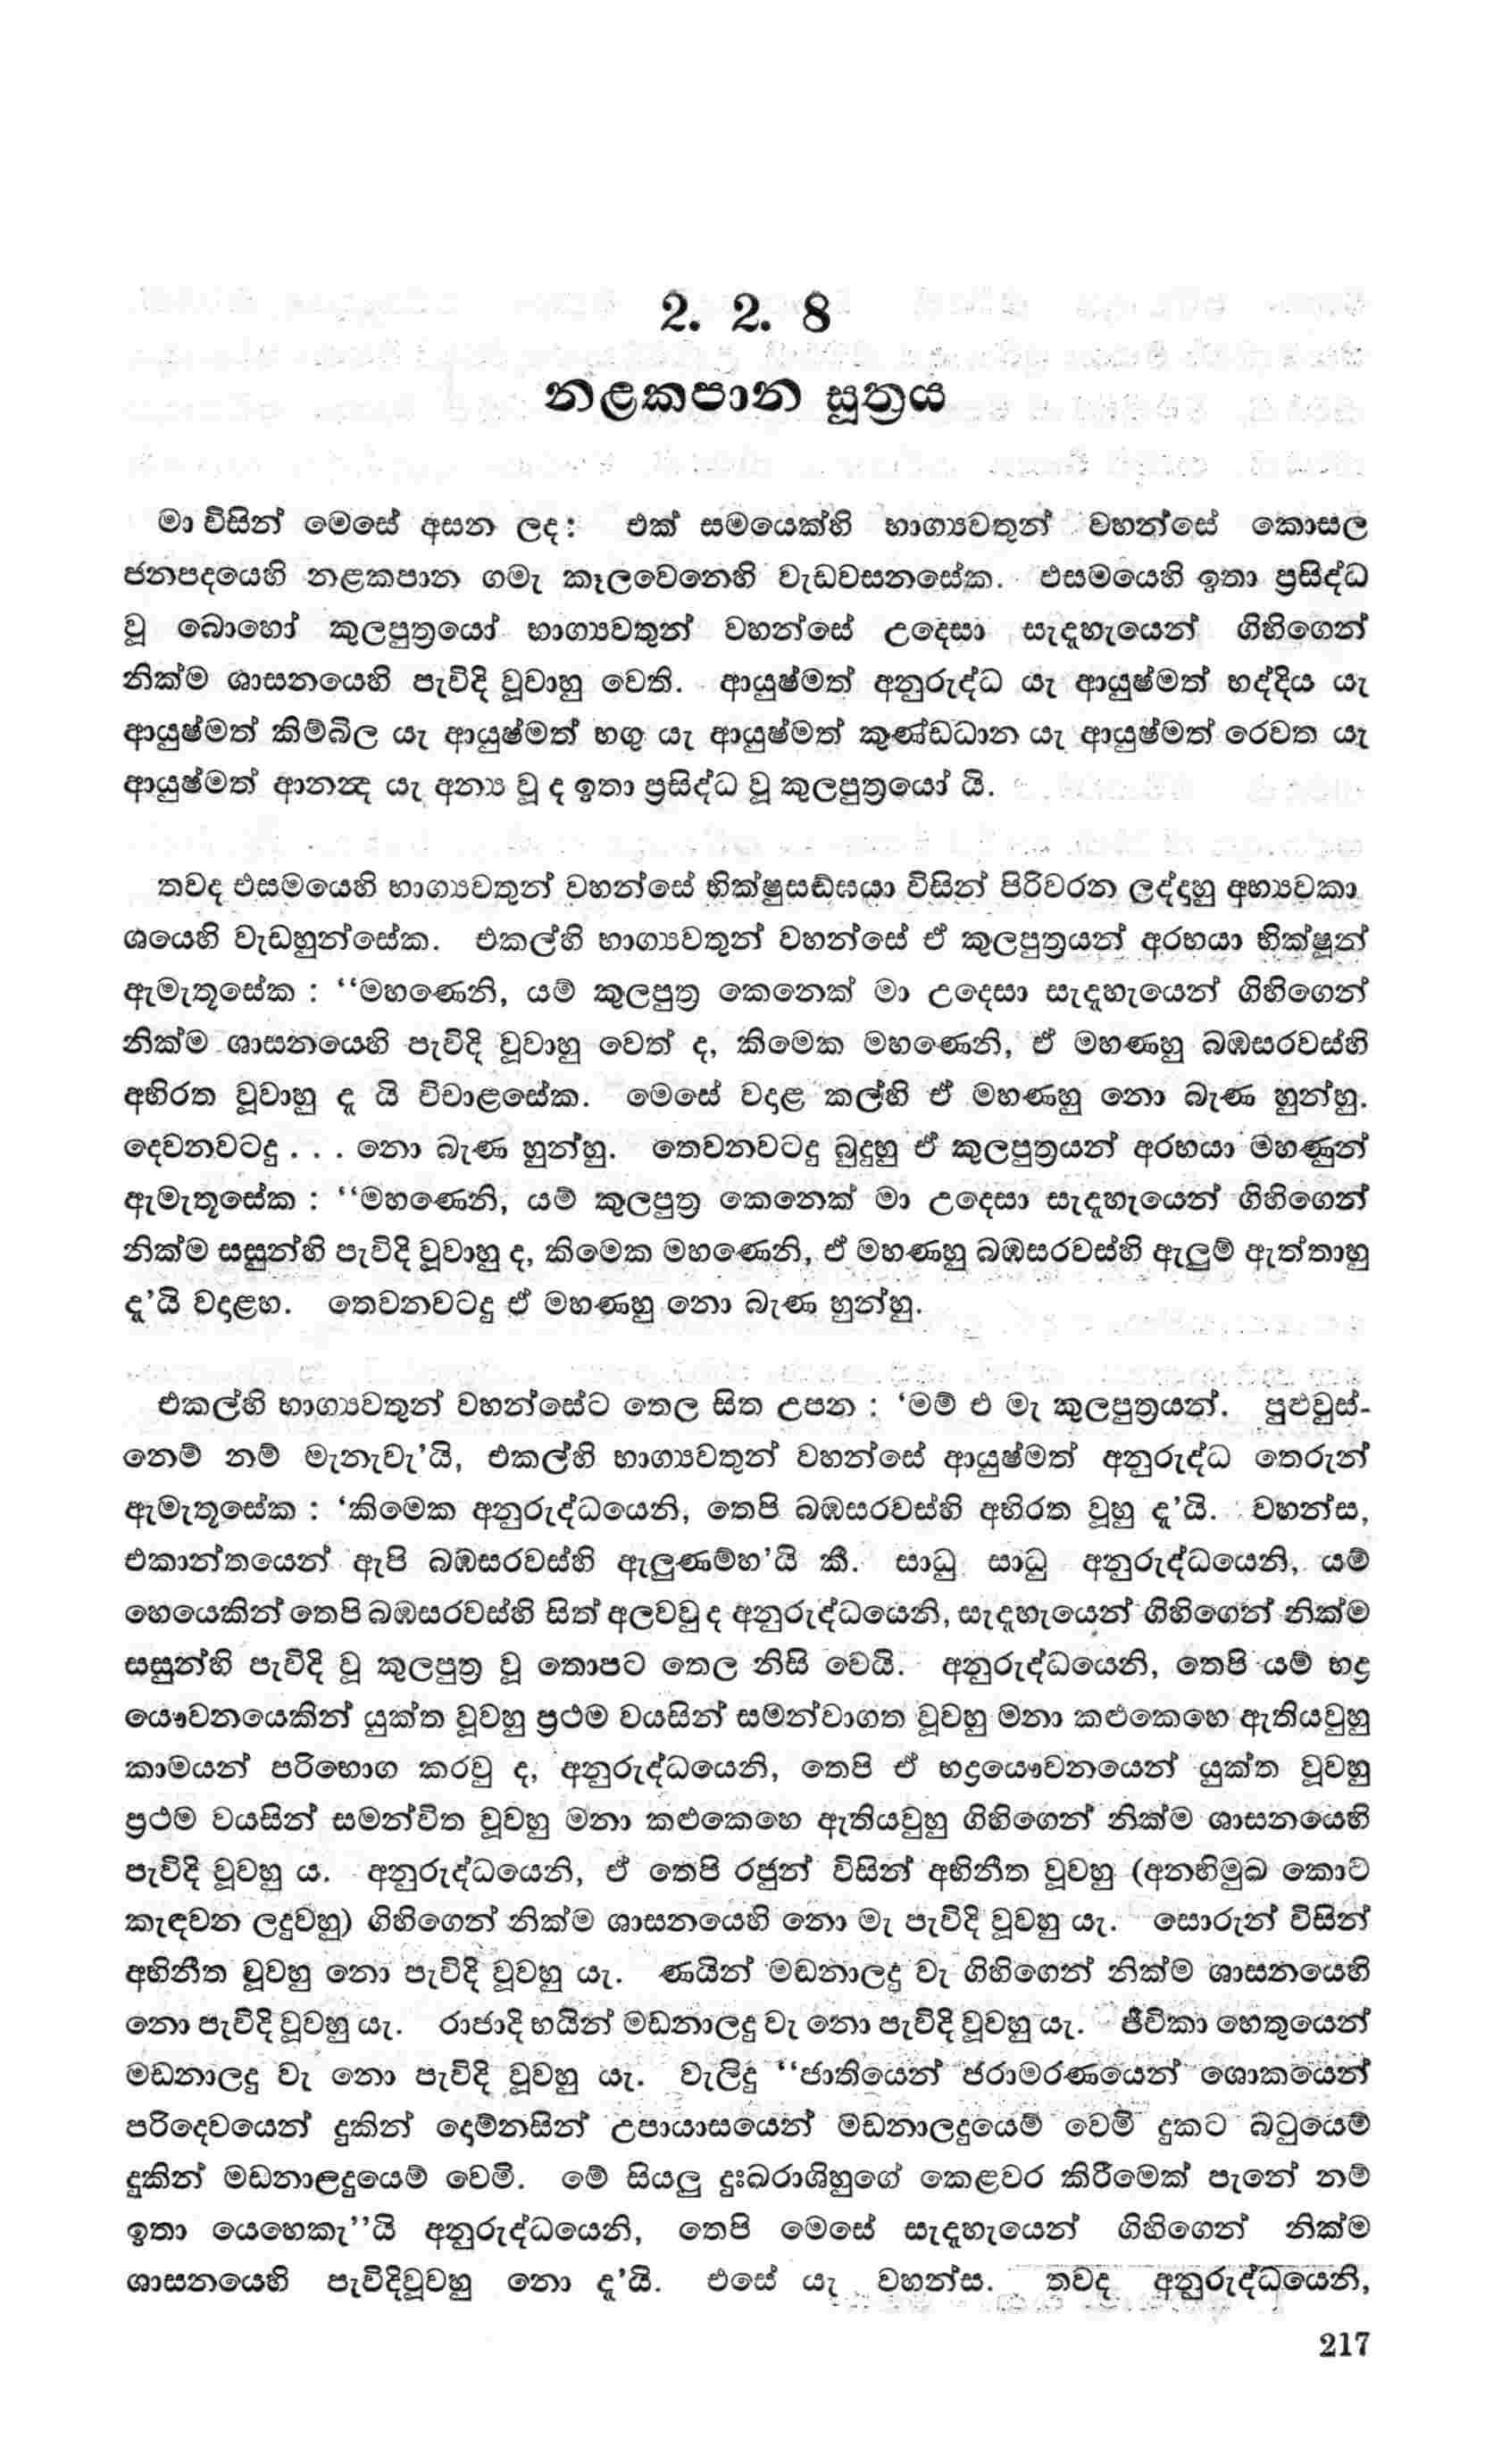 2. 2. 8
නළකපාන සූත්‍රය
මා විසින් මෙසේ අසන ලද: එක් සමයෙක්හි භාග්‍යවතුන් වහන්සේ කොසල
ජනපදයෙහි නළකපාන ගමැ කෑලවෙනෙහි වැඩවසනසේක. එසමයෙහි ඉතා ප්‍රසිද්ධ
වූ බොහෝ කුලපුත්‍රයෝ භාග්‍යවතුන් වහන්සේ උදෙසා සැදෑහැයෙන් ගිහිගෙන්
නික්ම ශාසනයෙහි පැවිදි වූවාහු වෙති. ආයුෂ්මත් අනුරුද්ධ යැ ආයුෂ්මත් භද්දිය යැ
ආයුෂ්මත් කිම්බිල යැ ආයුෂ්මත් භගු යැ ආයුෂ්මත් කුණ්ඩධාන යැ ආයුෂ්මත් රෙවත යැ
ආයුෂ්මත් ආනන්‍ද යැ අන්‍ය වූ ද ඉතා ප්‍රසිද්ධ වූ කුලපුත්‍රයෝ යි.
තවද එසමයෙහි භාග්‍යවතුන් වහන්සේ භික්ෂුසඬ්ඝයා විසින් පිරිවරන ලද්දාහු අභ්‍යවකා
ශයෙහි වැඩහුන්සේක. එකල්හි භාග්‍යවතුන් වහන්සේ ඒ කුලපුත්‍රයන් අරභයා භික්ෂූන්
ඇමැතූසේක : “මහණෙනි, යම් කුලපුත්‍ර කෙනෙක් මා උදෙසා සැදෑහැයෙන් ගිහිගෙන්
නික්ම ශාසනයෙහි පැවිදි වූවාහු වෙත් ද, කිමෙක මහණෙනි, ඒ මහණහු බඹසරවස්හි
අභිරත වූවාහු දෑ යි විචාළසේක. මෙසේ වදාළ කල්හි ඒ මහණහු නො බැණ හුන්හු.
දෙවනවටදු . . . නො බැණ හුන්හු. තෙවනවටදු බුදුහු ඒ කුලපුත්‍රයන් අරභයා මහණුන්
ඇමැතූසේක : “මහණෙනි, යම් කුලපුත්‍ර කෙනෙක් මා උදෙසා සැදෑහැයෙන් ගිහිගෙන්
නික්ම සසුන්හි පැවිදි වූවාහු ද, කිමෙක මහණෙනි, ඒ මහණහු බඹසරවස්හි ඇලුම් ඇත්තාහු
දෑ’යි වදාළහ. තෙවනවටදු ඒ මහණහු නො බැණ හුන්හු.
එකල්හි භාග්‍යවතුන් වහන්සේට තෙල සිත උපන : ‘මම් එ මැ කුලපුත්‍රයන්. පුළුවුස්-
නෙම් නම් මැනැවැ’යි, එකල්හි භාග්‍යවතුන් වහන්සේ ආයුෂ්මත් අනුරුද්ධ තෙරුන්
ඇමැතූසේක : ‘කිමෙක අනුරුද්ධයෙනි, තෙපි බඹසරවස්හි අභිරත වූහු දෑ’යි. වහන්ස,
එකාන්තයෙන් ඇපි බඹසරවස්හි ඇලුණම්හ’යි කී. සාධු සාධු අනුරුද්ධයෙනි, යම්
හෙයෙකින් තෙපි බඹසරවස්හි සිත් අලවවු ද අනුරුද්ධයෙනි, සැදෑහැයෙන් ගිහිගෙන් නික්ම
සසුන්හි පැවිදි වූ කුලපුත්‍ර වූ තොපට තෙල නිසි වෙයි. අනුරුද්ධයෙනි, තෙපි යම් භද්‍ර
යෞවනයෙකින් යුක්ත වූවහු ප්‍රථම වයසින් සමන්වාගත වූවහු මනා කළුකෙහෙ ඇතියවුහු
කාමයන් පරිභොග කරවු ද, අනුරුද්ධයෙනි, තෙපි ඒ භද්‍රයෞවනයෙන් යුක්ත වූවහු
ප්‍රථම වයසින් සමන්විත වූවහු මනා කළුකෙහෙ ඇතියවුහු ගිහිගෙන් නික්ම ශාසනයෙහි
පැවිදි වූවහු ය. අනුරුද්ධයෙනි, ඒ තෙපි රජුන් විසින් අභිනීත වූවහු (අනභිමුඛ කොට
කැඳවන ලදුවහු) ගිහිගෙන් නික්ම ශාසනයෙහි නො මැ පැවිදි වූවහු යැ. සොරුන් විසින්
අභිනීත වූවහු නො පැවිදි වූවහු යැ. ණයින් මඩනාලදු වැ ගිහිගෙන් නික්ම ශාසනයෙහි
නො පැවිදි වූවහු යැ. රාජාදි භයින් මඩනාලදු වැ නො පැවිදි වූවහු යැ. ජීවිකා හෙතුයෙන්
මඩනාලදු වැ නො පැවිදි වූවහු යැ. වැලිදු “ජාතියෙන් ජරාමරණයෙන් ශොකයෙන්
පරිදෙවයෙන් දුකින් දොම්නසින් උපායාසයෙන් මඩනාලදුයෙම් වෙමි දුකට බටුයෙම්
දුකින් මඩනාළදුයෙම් වෙමි. මේ සියලු දුඃඛරාශිහුගේ කෙළවර කිරීමෙක් පැනේ නම්
ඉතා යෙහෙකැ”යි අනුරුද්ධයෙනි, තෙපි මෙසේ සැදෑහැයෙන් ගිහිගෙන් නික්ම
ශාසනයෙහි පැවිදිවූවහු නො දෑ’යි. එසේ යැ වහන්ස. තවද අනුරුද්ධයෙනි,
217